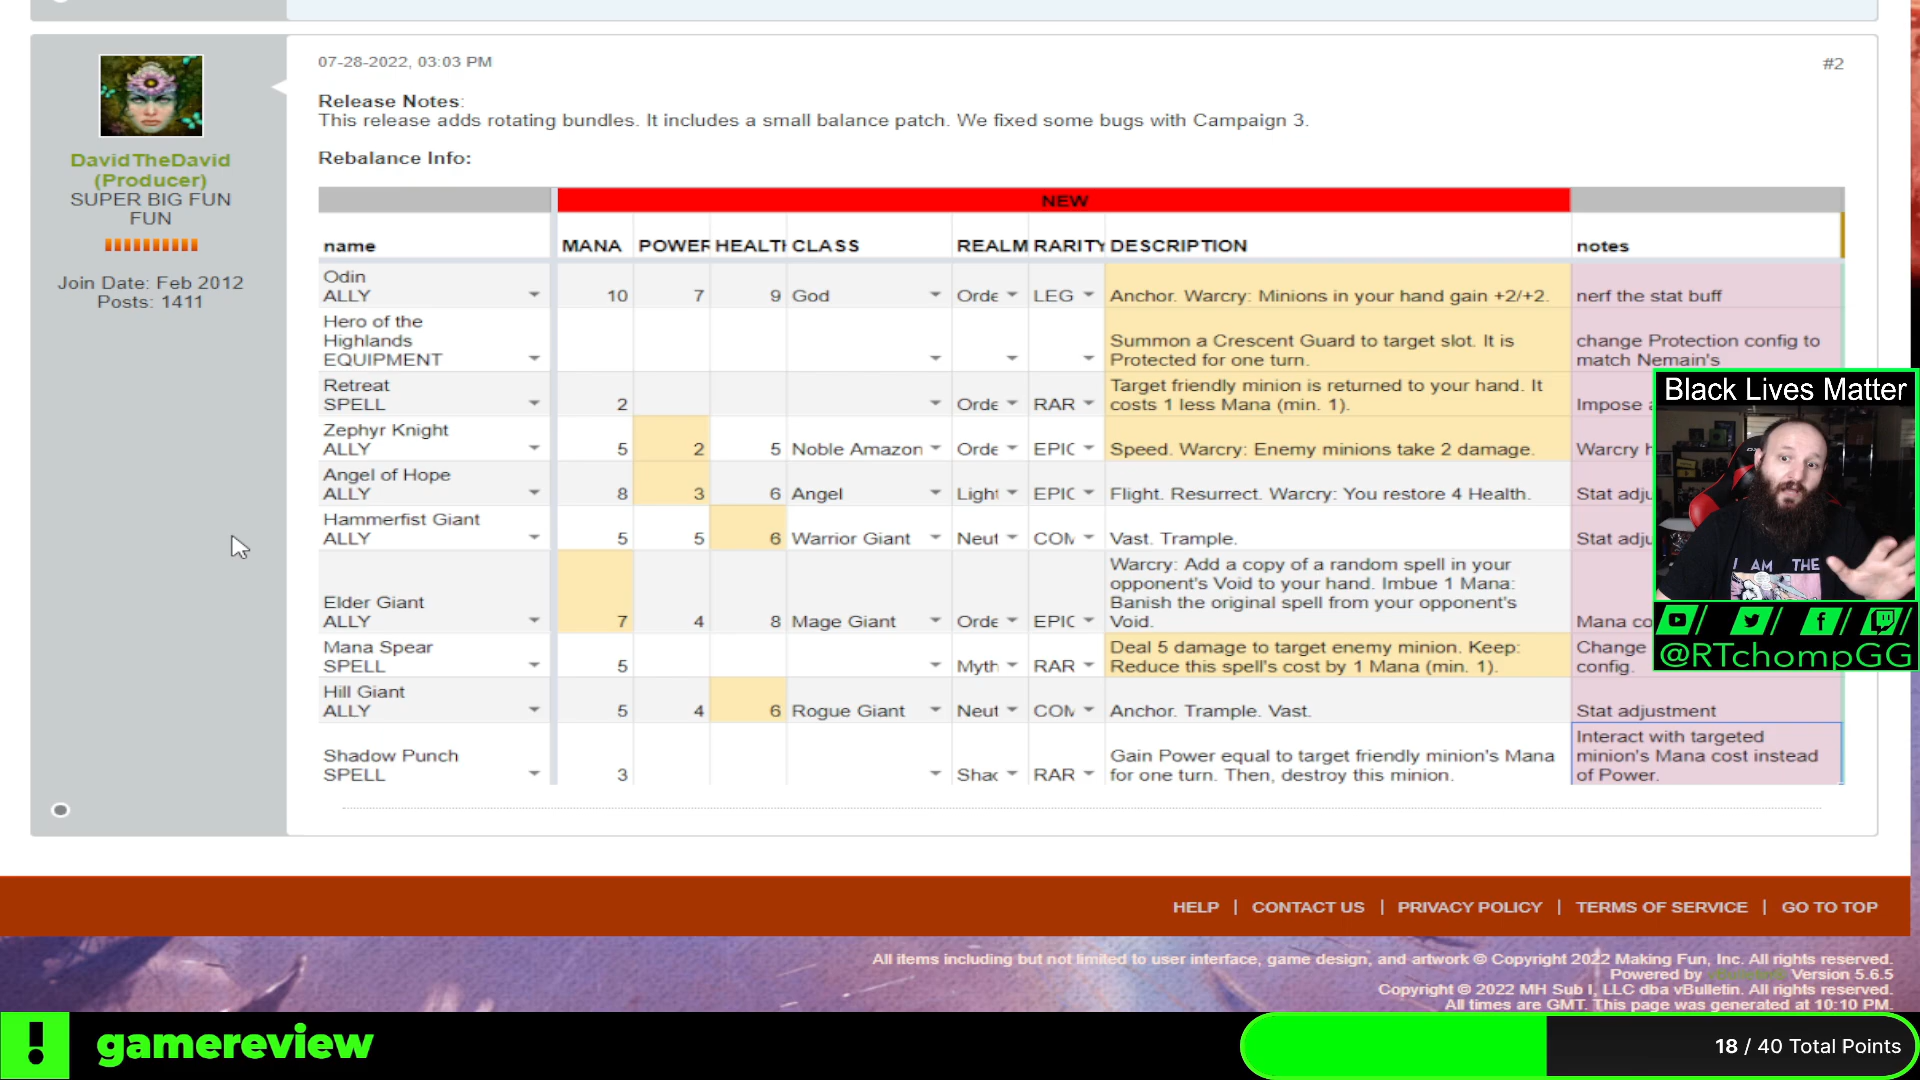 07-28-2022, 03:03 PM
#2
DavidTheDavid
(Producer)
SUPER BIG FUN
FUN
Join Date: Feb 2012
Posts: 1411
Release Notes:
This release adds rotating bundles. It includes a small balance patch. We fixed some bugs with Campaign 3.
Rebalance Info:
NEW
name MANA POWER HEALTH CLASS REALM RARITY DESCRIPTION notes
Odin
ALLY 10 7 9 God Orde LEG Anchor. Warcry: Minions in your hand gain +2/+2. nerf the stat buff
Hero of the
Highlands Summon a Crescent Guard to target slot. It is change Protection config to
EQUIPMENT Protected for one turn. match Nemain's
Retreat Target friendly minion is returned to your hand. It
SPELL 2 Orde RAR costs 1 less Mana (min. 1). Impose
Zephyr Knight
ALLY 5 2 5 Noble Amazon Orde EPIC Speed. Warcry: Enemy minions take 2 damage. Warcry
Angel of Hope
ALLY 8 3 6 Angel Light EPIC Flight. Resurrect. Warcry: You restore 4 Health. Stat adju
Hammerfist Giant
ALLY 5 5 6 Warrior Giant Neut COM Vast. Trample. Stat adju
Warcry: Add a copy of a random spell in your
opponent's Void to your hand. Imbue 1 Mana:
Elder Giant Banish the original spell from your opponent's
ALLY 7 4 8 Mage Giant Orde EPIC Void. Mana co
Mana Spear Deal 5 damage to target enemy minion. Keep: Change
SPELL 5 Myth RAR Reduce this spell's cost by 1 Mana (min. 1). config.
Hill Giant
ALLY 5 4 6 Rogue Giant Neut COM Anchor. Trample. Vast. Stat adjustment
Interact with targeted
Shadow Punch Gain Power equal to target friendly minion's Mana minion's Mana cost instead
SPELL 3 Shac RAR for one turn. Then, destroy this minion. of Power.
Black Lives Matter
I AM THE
@RTchompGG
HELP | CONTACT US | PRIVACY POLICY | TERMS OF SERVICE | GO TO TOP
All items including but not limited to user interface, game design, and artwork © Copyright 2022 Making Fun, Inc. All rights reserved.
Powered by Version 5.6.5
Copyright © 2022 MH Sub I, LLC dba vBulletin. All rights reserved.
All times are GMT. This page was generated at 10:10 PM.
! gamereview
18 / 40 Total Points